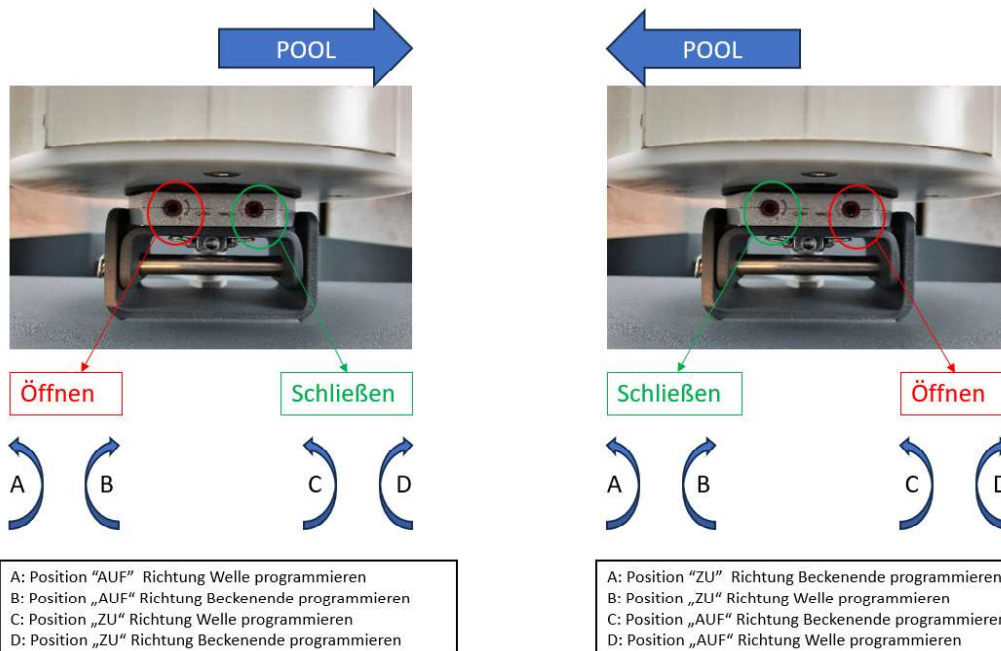 POOL
Öffnen
Schließen
A
B
C
D
A: Position “AUF” Richtung Welle programmieren
B: Position „AUF“ Richtung Beckenende programmieren
C: Position „ZU“ Richtung Welle programmieren
D: Position „ZU“ Richtung Beckenende programmieren
POOL
Schließen
Öffnen
A
B
C
D
A: Position “ZU” Richtung Beckenende programmieren
B: Position „ZU“ Richtung Welle programmieren
C: Position „AUF“ Richtung Beckenende programmieren
D: Position „AUF“ Richtung Welle programmieren